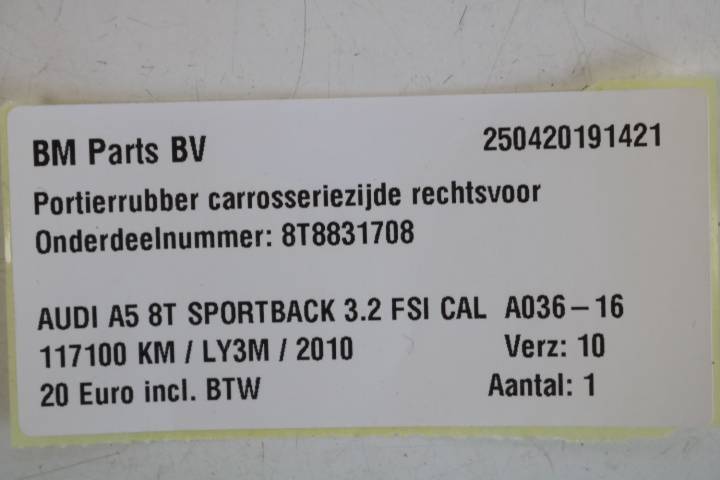 BM Parts BV 250420191421
Portierrubber carrosseriezijde rechtsvoor
Onderdeelnummer: 8T8831708
AUDI A5 8T SPORTBACK 3.2 FSI CAL A036-16
117100 KM / LY3M / 2010 Verz: 10
20 Euro incl. BTW Aantal: 1